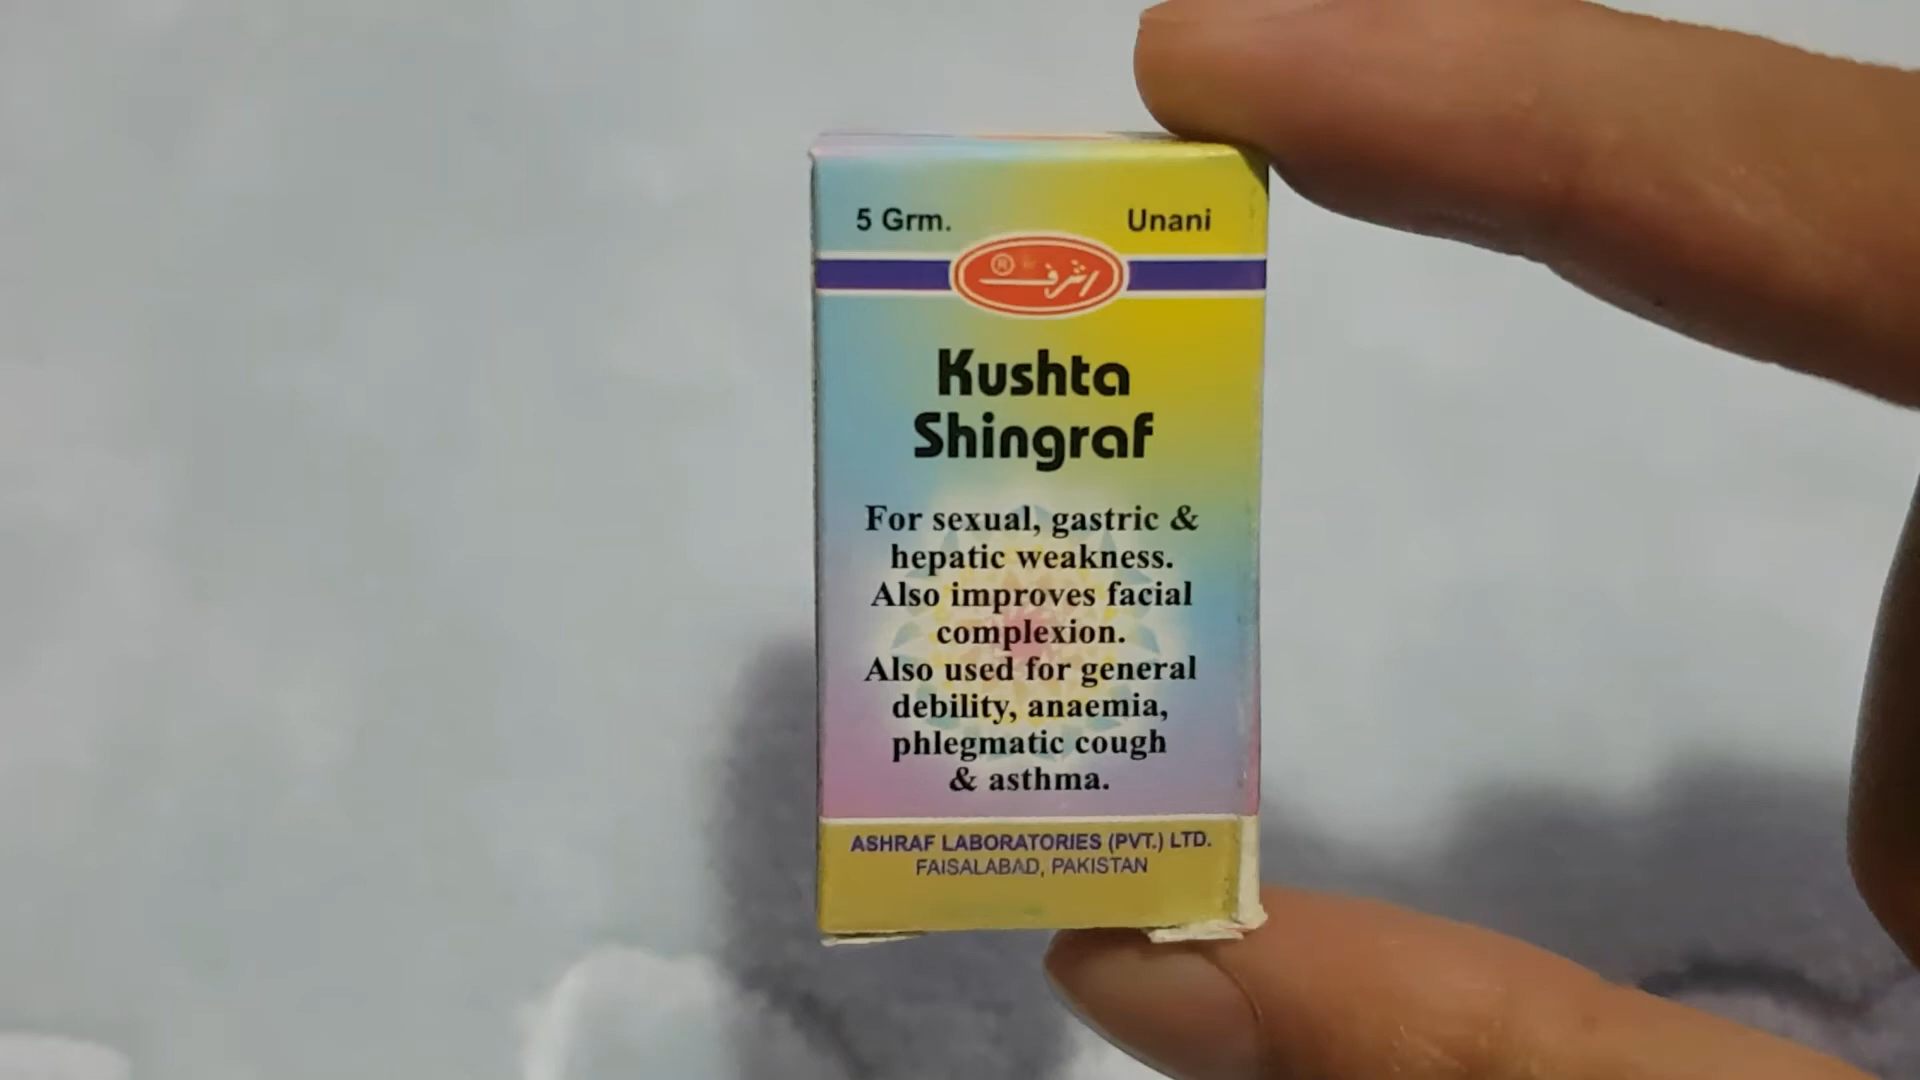 5 Grm. Unani
اشرف ®
Kushta
Shingraf
For sexual, gastric &
hepatic weakness.
Also improves facial
complexion.
Also used for general
debility, anaemia,
phlegmatic cough
& asthma.
ASHRAF LABORATORIES (PVT.) LTD.
FAISALABAD, PAKISTAN